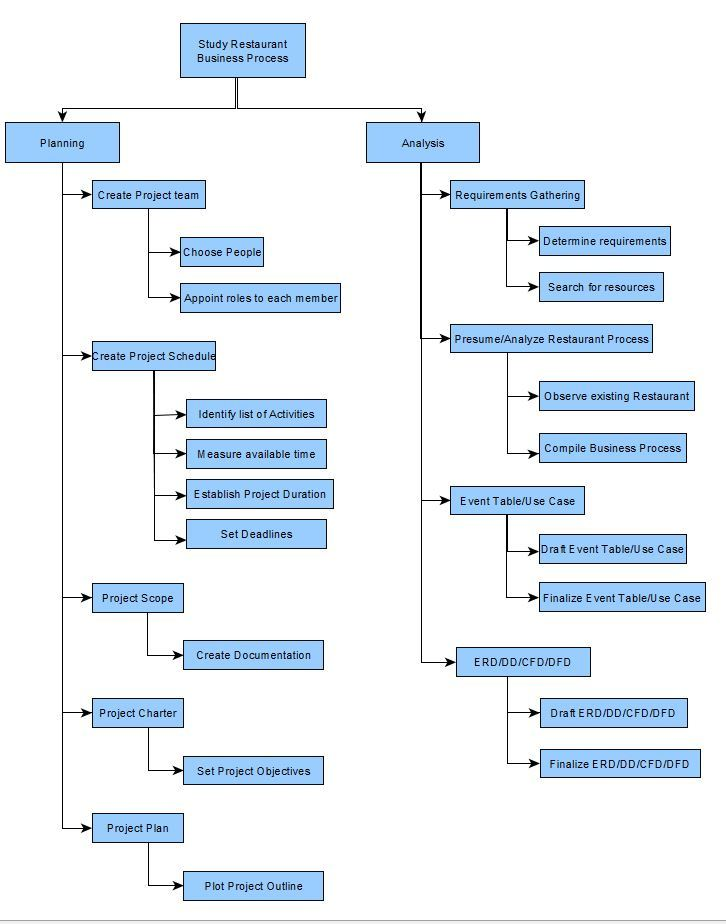 Study Restaurant
Business Process
Planning
Create Project team
Choose People
Appoint roles to each member
Create Project Schedule
Identify list of Activities
Measure available time
Establish Project Duration
Set Deadlines
Project Scope
Create Documentation
Project Charter
Set Project Objectives
Project Plan
Plot Project Outline
Analysis
Requirements Gathering
Determine requirements
Search for resources
Presume/Analyze Restaurant Process
Observe existing Restaurant
Compile Business Process
Event Table/Use Case
Draft Event Table/Use Case
Finalize Event Table/Use Case
ERD/DD/CFD/DFD
Draft ERD/DD/CFD/DFD
Finalize ERD/DD/CFD/DFD